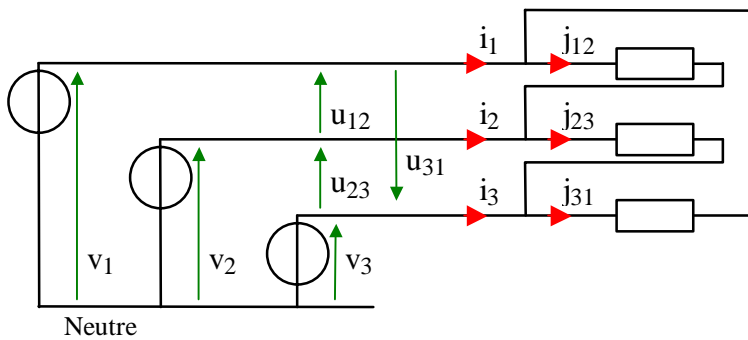 i₁ j₁₂
u₁₂ i₂ j₂₃
u₃₁
u₂₃ i₃ j₃₁
v₁ v₂ v₃
Neutre